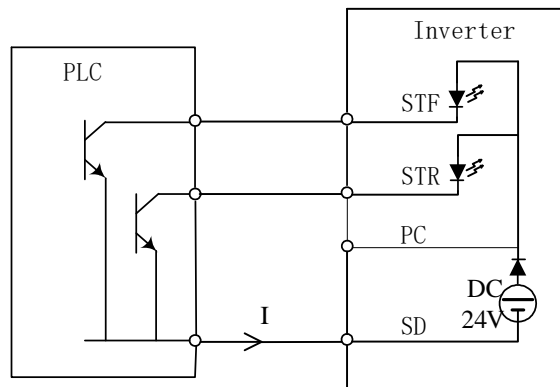 Inverter
PLC
STF
STR
PC
DC
24V
I
SD